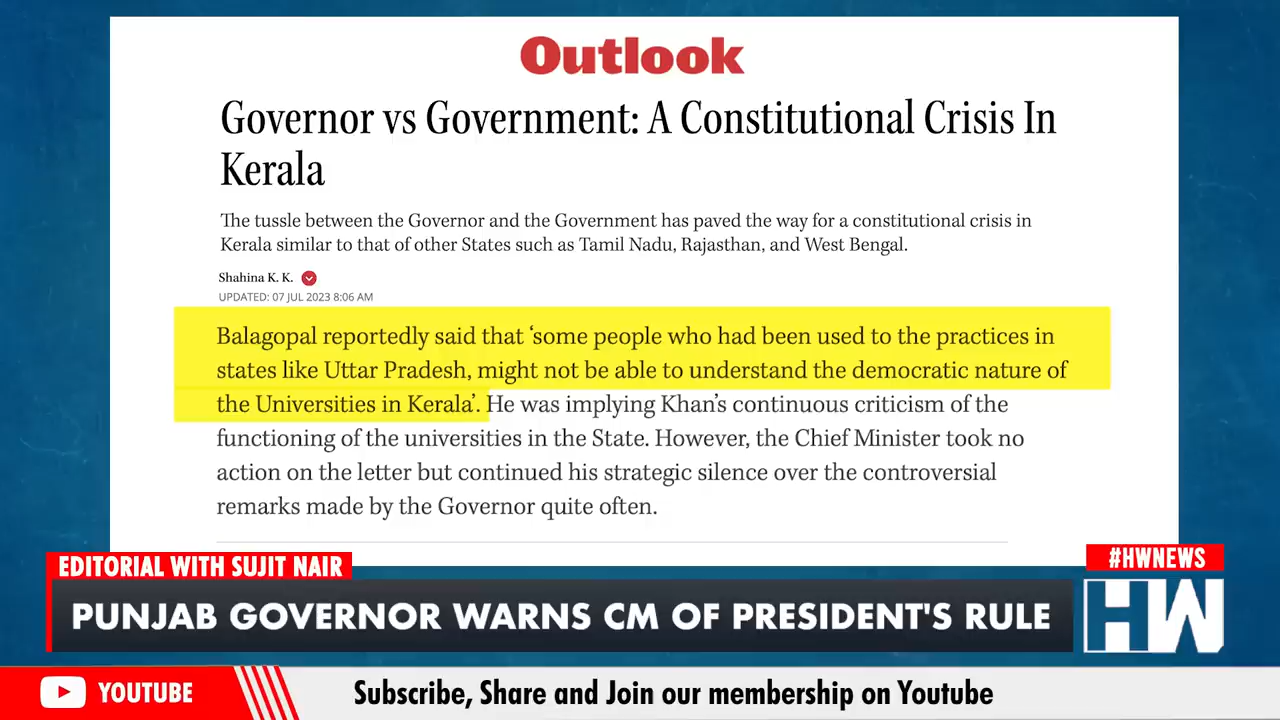 Outlook
Governor vs Government: A Constitutional Crisis In
Kerala
The tussle between the Governor and the Government has paved the way for a constitutional crisis in
Kerala similar to that of other States such as Tamil Nadu, Rajasthan, and West Bengal.
Shahina K. K.
UPDATED: 07 JUL 2023 8:06 AM
Balagopal reportedly said that ‘some people who had been used to the practices in
states like Uttar Pradesh, might not be able to understand the democratic nature of
the Universities in Kerala’. He was implying Khan’s continuous criticism of the
functioning of the universities in the State. However, the Chief Minister took no
action on the letter but continued his strategic silence over the controversial
remarks made by the Governor quite often.
EDITORIAL WITH SUJIT NAIR
#HWNEWS
PUNJAB GOVERNOR WARNS CM OF PRESIDENT'S RULE
HW
YOUTUBE
Subscribe, Share and Join our membership on Youtube